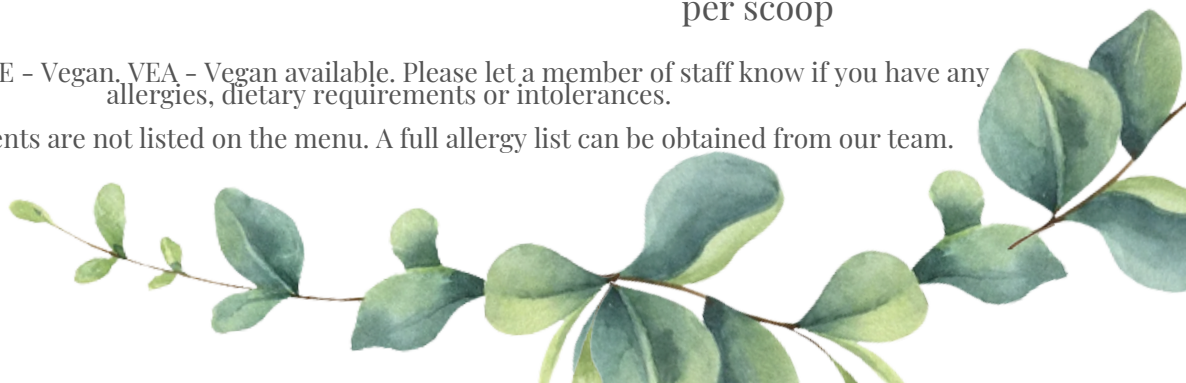 per scoop
E - Vegan. VEA - Vegan available. Please let a member of staff know if you have any
allergies, dietary requirements or intolerances.
ents are not listed on the menu. A full allergy list can be obtained from our team.